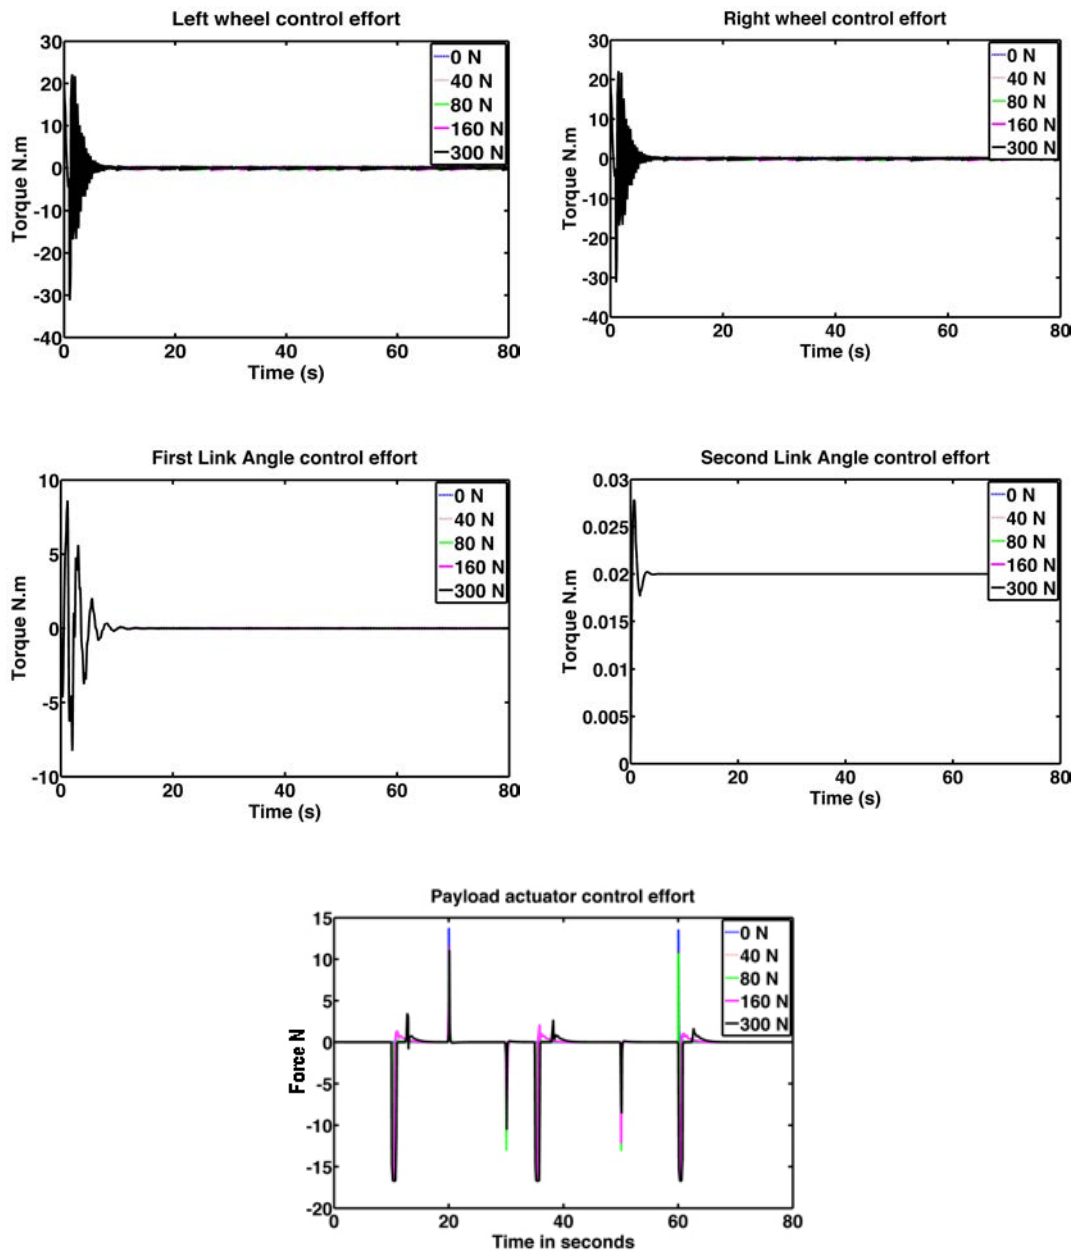 Left wheel control effort
Torque N.m
30
20
10
0
-10
-20
-30
-40
0 N
40 N
80 N
160 N
300 N
0 20 40 60 80
Time (s)
Right wheel control effort
Torque N.m
30
20
10
0
-10
-20
-30
-40
0 N
40 N
80 N
160 N
300 N
0 20 40 60 80
Time (s)
First Link Angle control effort
Torque N.m
10
5
0
-5
-10
0 N
40 N
80 N
160 N
300 N
0 20 40 60 80
Time (s)
Second Link Angle control effort
Torque N.m
0.03
0.025
0.02
0.015
0.01
0.005
0
0 N
40 N
80 N
160 N
300 N
0 20 40 60 80
Time (s)
Payload actuator control effort
Force N
15
10
5
0
-5
-10
-15
-20
0 N
40 N
80 N
160 N
300 N
0 20 40 60 80
Time in seconds